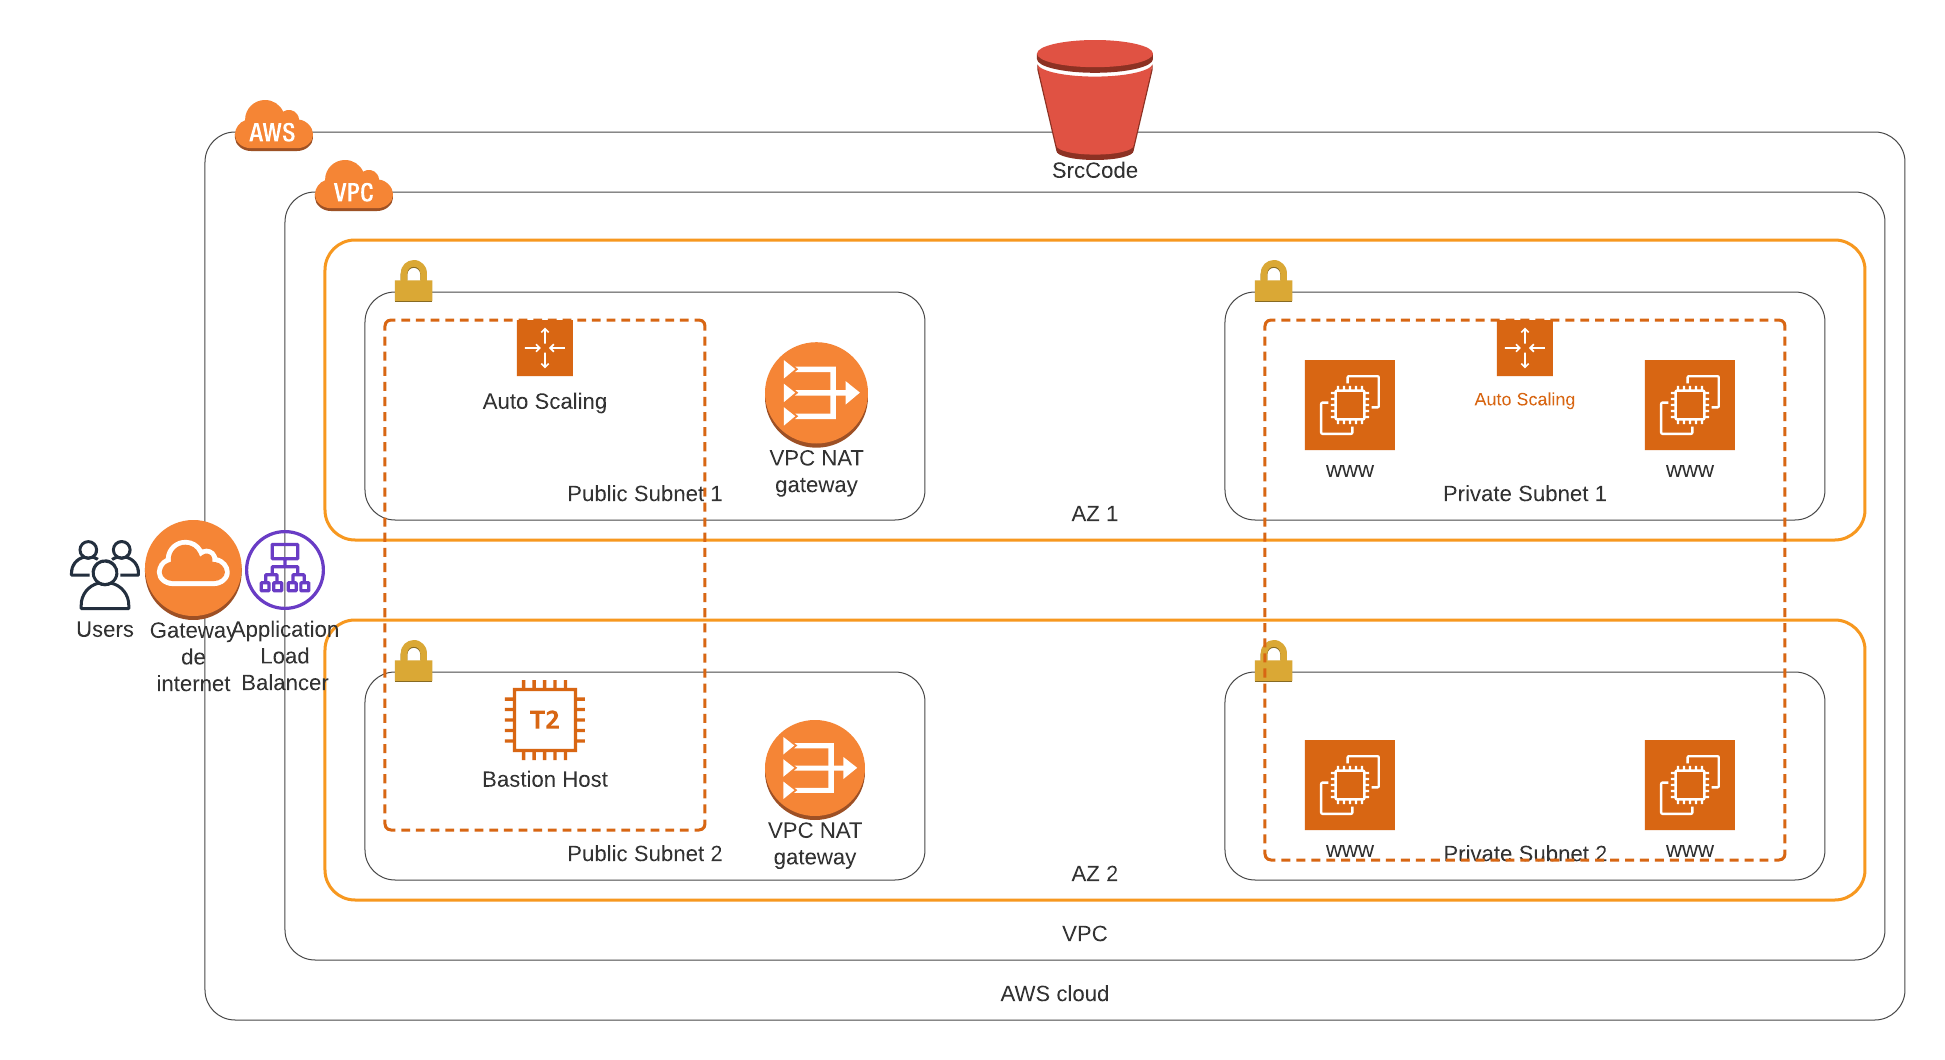 SrcCode
AWS
VPC
Auto Scaling
VPC NAT
gateway
Public Subnet 1
Auto Scaling
www
www
Private Subnet 1
AZ 1
Users
Gateway
de
internet
Application
Load
Balancer
T2
Bastion Host
VPC NAT
gateway
Public Subnet 2
www
www
Private Subnet 2
AZ 2
VPC
AWS cloud